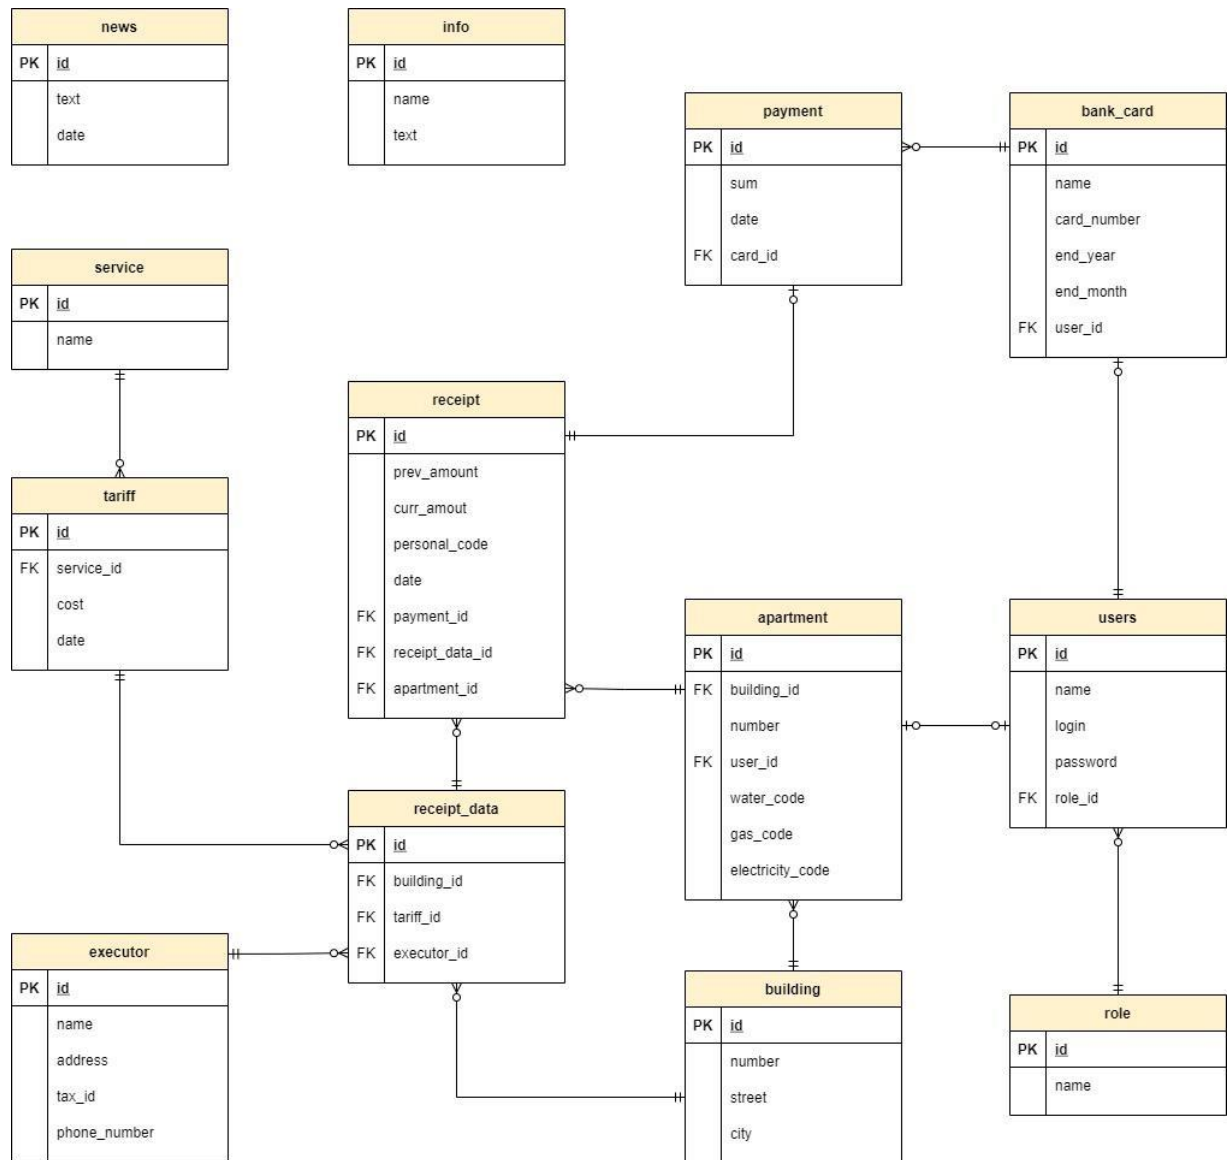 news
PK id
text
date
info
PK id
name
text
payment
PK id
sum
date
FK card_id
bank_card
PK id
name
card_number
end_year
end_month
FK user_id
service
PK id
name
receipt
PK id
prev_amount
curr_amout
personal_code
date
FK payment_id
FK receipt_data_id
FK apartment_id
tariff
PK id
FK service_id
cost
date
apartment
PK id
FK building_id
number
FK user_id
water_code
gas_code
electricity_code
users
PK id
name
login
password
FK role_id
receipt_data
PK id
FK building_id
FK tariff_id
FK executor_id
executor
PK id
name
address
tax_id
phone_number
building
PK id
number
street
city
role
PK id
name